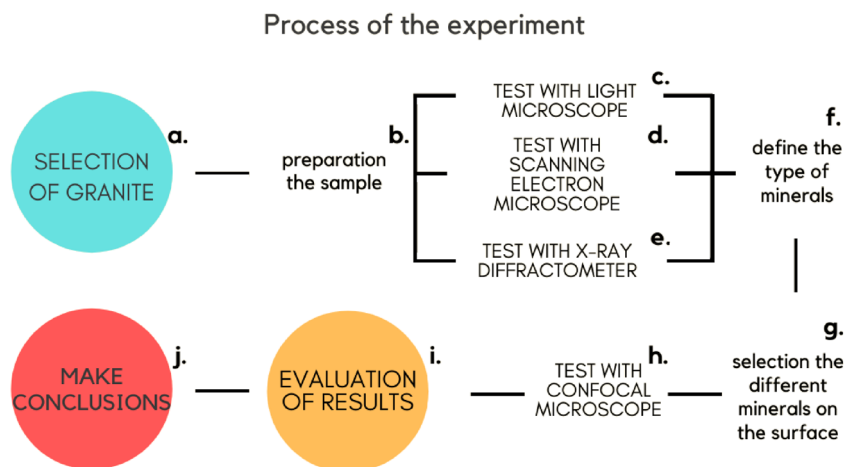 Process of the experiment
a.
SELECTION
OF GRANITE
b.
preparation
the sample
c.
TEST WITH LIGHT
MICROSCOPE
d.
TEST WITH
SCANNING
ELECTRON
MICROSCOPE
e.
TEST WITH X-RAY
DIFFRACTOMETER
f.
define the
type of
minerals
g.
selection the
different
minerals on
the surface
h.
TEST WITH
CONFOCAL
MICROSCOPE
i.
EVALUATION
OF RESULTS
j.
MAKE
CONCLUSIONS